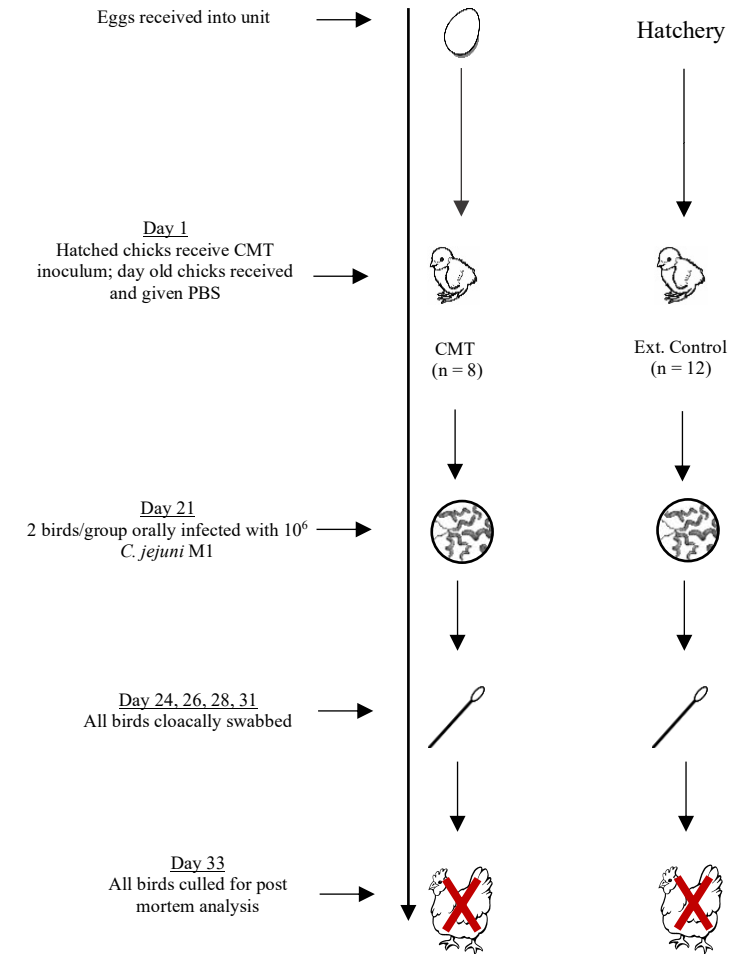 Eggs received into unit
Hatchery
Day 1
Hatched chicks receive CMT
inoculum; day old chicks received
and given PBS
CMT
(n = 8)
Ext. Control
(n = 12)
Day 21
2 birds/group orally infected with 10⁶
C. jejuni M1
Day 24, 26, 28, 31
All birds cloacally swabbed
Day 33
All birds culled for post
mortem analysis